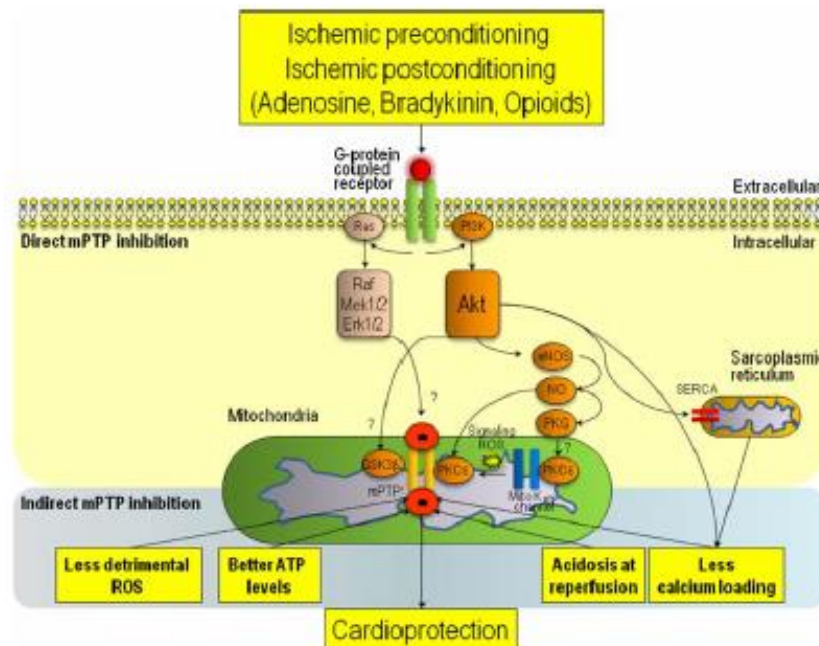 Ischemic preconditioning
Ischemic postconditioning
(Adenosine, Bradykinin, Opioids)
G-protein
coupled
receptor
Extracellular
Ras
PI3K
Direct mPTP inhibition
Intracellular
Raf
Mek1/2
Erk1/2
Akt
eNOS
Sarcoplasmic
reticulum
SERCA
NO
?
?
Mitochondria
PKG
Signaling
ROS
?
GSK3β
PKCε
PKCε
mPTP
Mito K
channel
Indirect mPTP inhibition
Less detrimental
ROS
Better ATP
levels
Acidosis at
reperfusion
Less
calcium loading
Cardioprotection